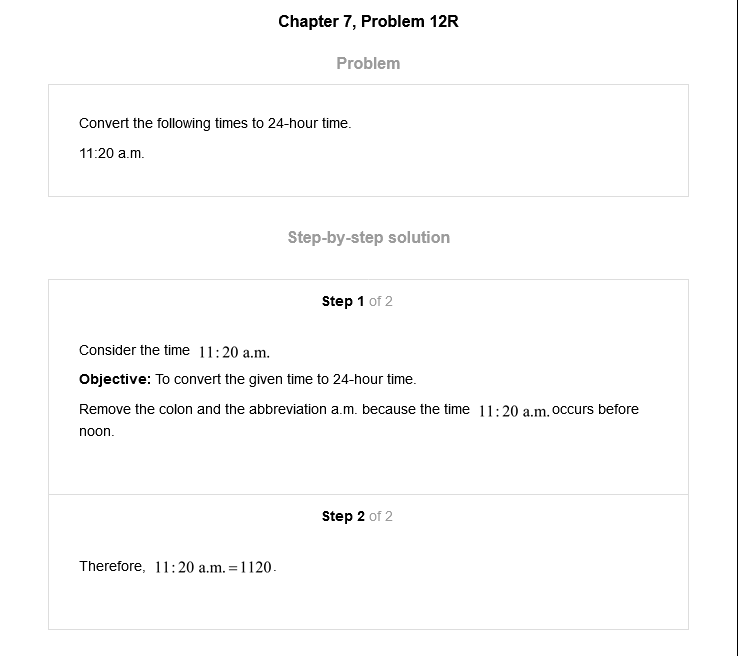 Chapter 7, Problem 12R
Problem
Convert the following times to 24-hour time.
11:20 a.m.
Step-by-step solution
Step 1 of 2
Consider the time 11:20 a.m.
Objective: To convert the given time to 24-hour time.
Remove the colon and the abbreviation a.m. because the time 11:20 a.m. occurs before
noon.
Step 2 of 2
Therefore, 11:20 a.m. = 1120.